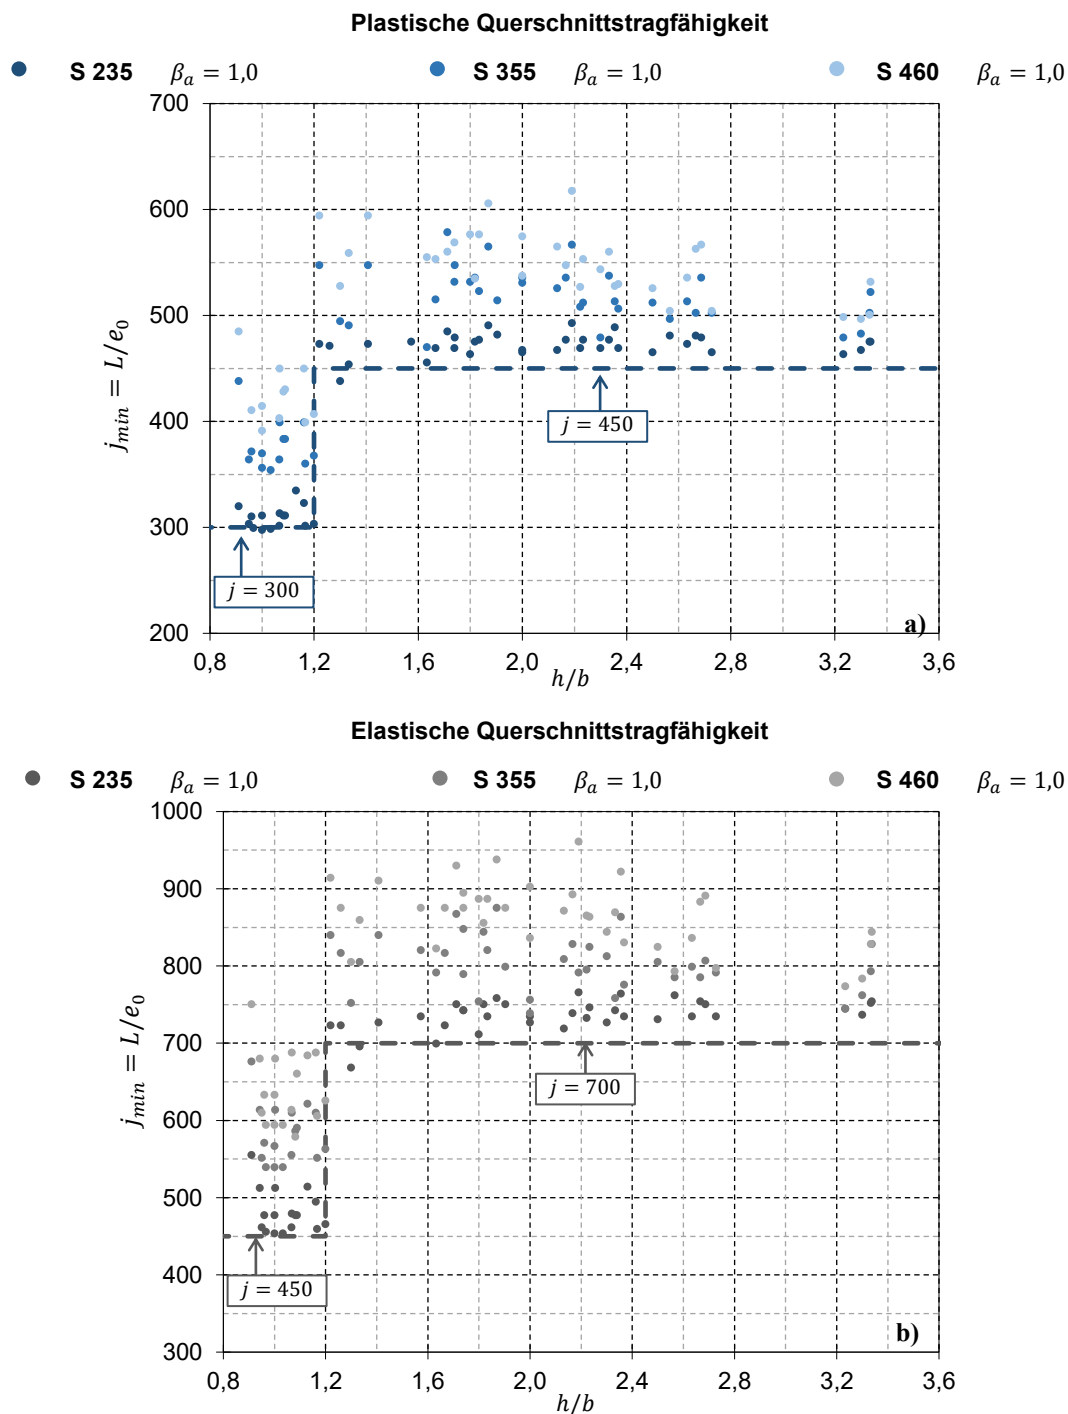 Plastische Querschnittstragfähigkeit
S 235 βₐ = 1,0 S 355 βₐ = 1,0 S 460 βₐ = 1,0
700
600
500
400
300
200
j_min = L/e₀
j = 450
j = 300
a)
0,8 1,2 1,6 2,0 2,4 2,8 3,2 3,6
h/b
Elastische Querschnittstragfähigkeit
S 235 βₐ = 1,0 S 355 βₐ = 1,0 S 460 βₐ = 1,0
1000
900
800
700
600
500
400
300
j_min = L/e₀
j = 700
j = 450
b)
0,8 1,2 1,6 2,0 2,4 2,8 3,2 3,6
h/b